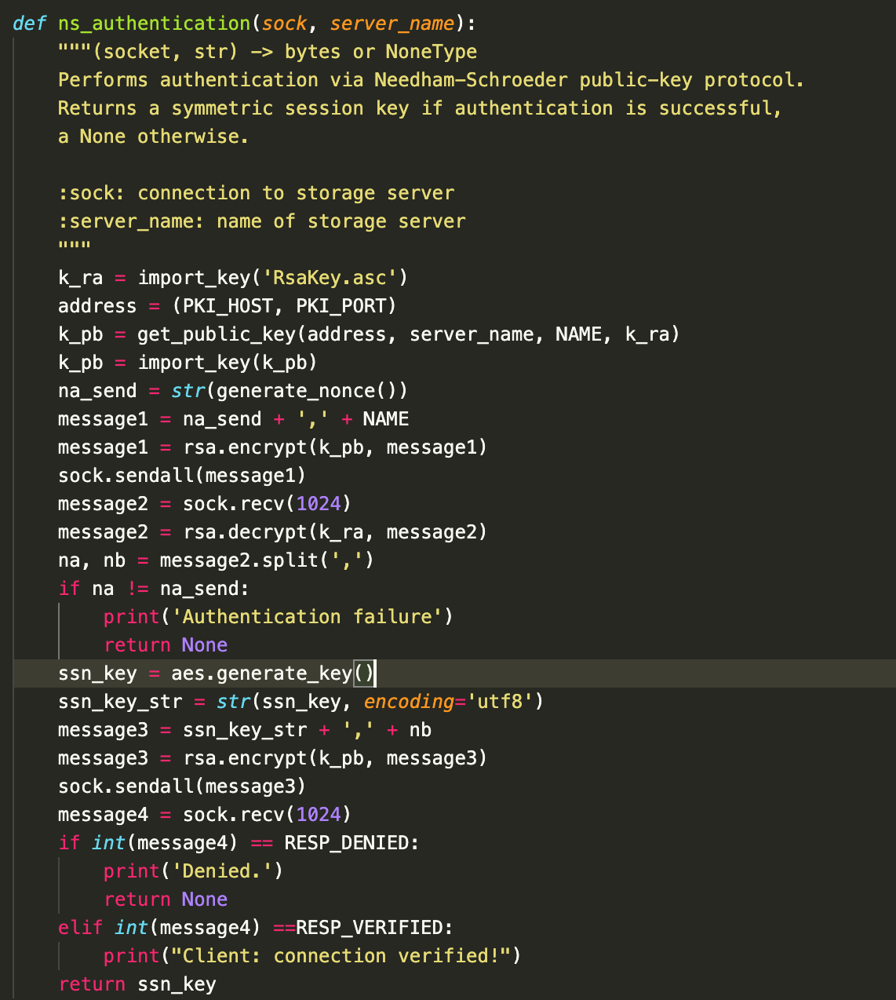 def ns_authentication(sock, server_name):
    """(socket, str) -> bytes or NoneType
    Performs authentication via Needham-Schroeder public-key protocol.
    Returns a symmetric session key if authentication is successful,
    a None otherwise.

    :sock: connection to storage server
    :server_name: name of storage server
    """
    k_ra = import_key('RsaKey.asc')
    address = (PKI_HOST, PKI_PORT)
    k_pb = get_public_key(address, server_name, NAME, k_ra)
    k_pb = import_key(k_pb)
    na_send = str(generate_nonce())
    message1 = na_send + ',' + NAME
    message1 = rsa.encrypt(k_pb, message1)
    sock.sendall(message1)
    message2 = sock.recv(1024)
    message2 = rsa.decrypt(k_ra, message2)
    na, nb = message2.split(',')
    if na != na_send:
        print('Authentication failure')
        return None
    ssn_key = aes.generate_key()
    ssn_key_str = str(ssn_key, encoding='utf8')
    message3 = ssn_key_str + ',' + nb
    message3 = rsa.encrypt(k_pb, message3)
    sock.sendall(message3)
    message4 = sock.recv(1024)
    if int(message4) == RESP_DENIED:
        print('Denied.')
        return None
    elif int(message4) ==RESP_VERIFIED:
        print("Client: connection verified!")
    return ssn_key